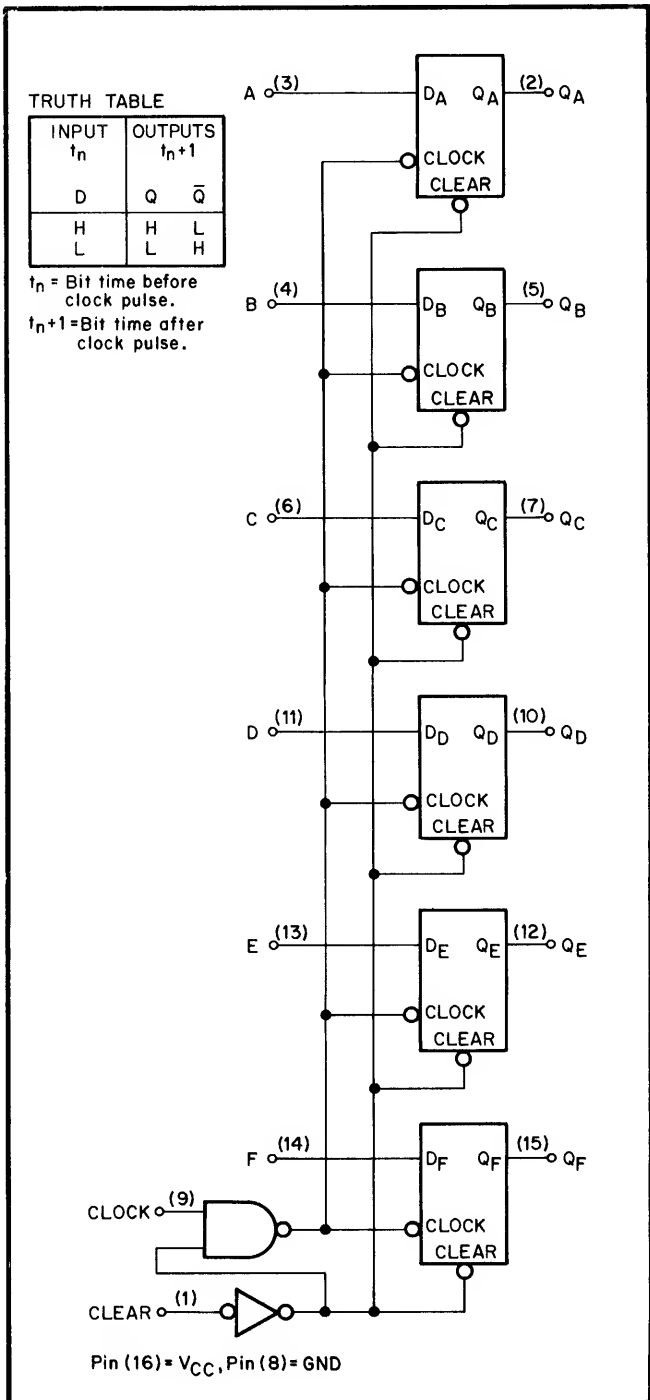 TRUTH TABLE
INPUT OUTPUTS
tn tn+1
D Q Q̄
H H L
L L H
tn = Bit time before
clock pulse.
tn+1 = Bit time after
clock pulse.
A (3) DA QA (2) QA
CLOCK
CLEAR
B (4) DB QB (5) QB
CLOCK
CLEAR
C (6) DC QC (7) QC
CLOCK
CLEAR
D (11) DD QD (10) QD
CLOCK
CLEAR
E (13) DE QE (12) QE
CLOCK
CLEAR
F (14) DF QF (15) QF
CLOCK (9) CLOCK
CLEAR
CLEAR (1)
Pin (16) = VCC, Pin (8) = GND